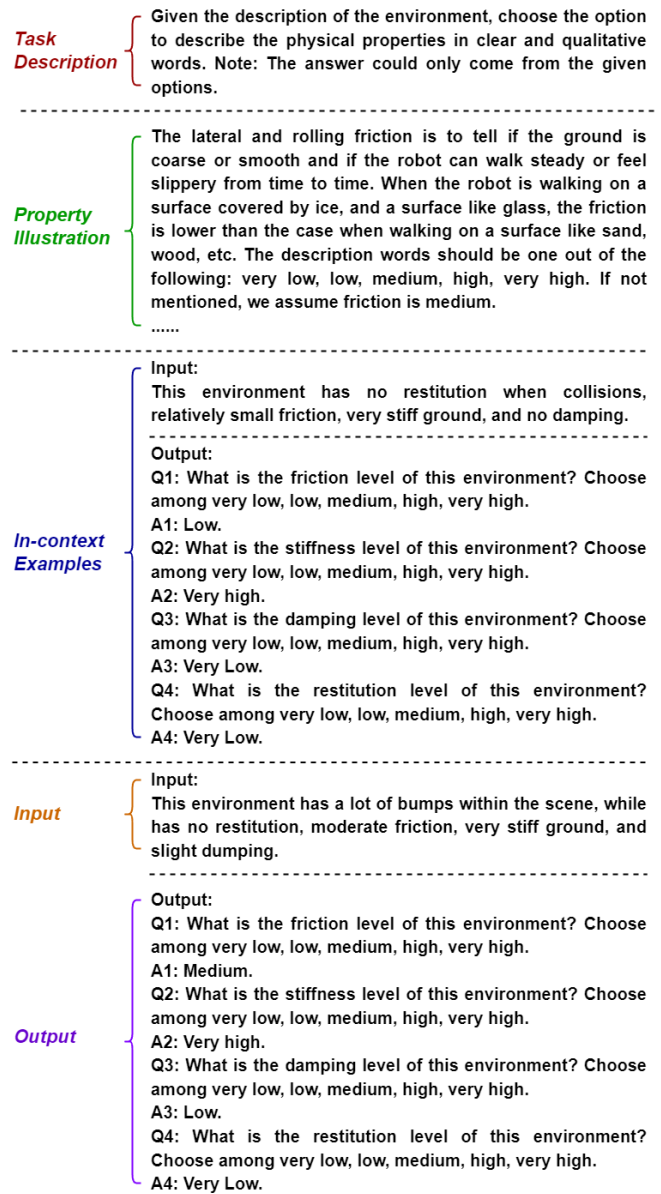 Task
Description
Given the description of the environment, choose the option
to describe the physical properties in clear and qualitative
words. Note: The answer could only come from the given
options.
Property
Illustration
The lateral and rolling friction is to tell if the ground is
coarse or smooth and if the robot can walk steady or feel
slippery from time to time. When the robot is walking on a
surface covered by ice, and a surface like glass, the friction
is lower than the case when walking on a surface like sand,
wood, etc. The description words should be one out of the
following: very low, low, medium, high, very high. If not
mentioned, we assume friction is medium.
......
In-context
Examples
Input:
This environment has no restitution when collisions,
relatively small friction, very stiff ground, and no damping.
Output:
Q1: What is the friction level of this environment? Choose
among very low, low, medium, high, very high.
A1: Low.
Q2: What is the stiffness level of this environment? Choose
among very low, low, medium, high, very high.
A2: Very high.
Q3: What is the damping level of this environment? Choose
among very low, low, medium, high, very high.
A3: Very Low.
Q4: What is the restitution level of this environment?
Choose among very low, low, medium, high, very high.
A4: Very Low.
Input
Input:
This environment has a lot of bumps within the scene, while
has no restitution, moderate friction, very stiff ground, and
slight dumping.
Output
Output:
Q1: What is the friction level of this environment? Choose
among very low, low, medium, high, very high.
A1: Medium.
Q2: What is the stiffness level of this environment? Choose
among very low, low, medium, high, very high.
A2: Very high.
Q3: What is the damping level of this environment? Choose
among very low, low, medium, high, very high.
A3: Low.
Q4: What is the restitution level of this environment?
Choose among very low, low, medium, high, very high.
A4: Very Low.